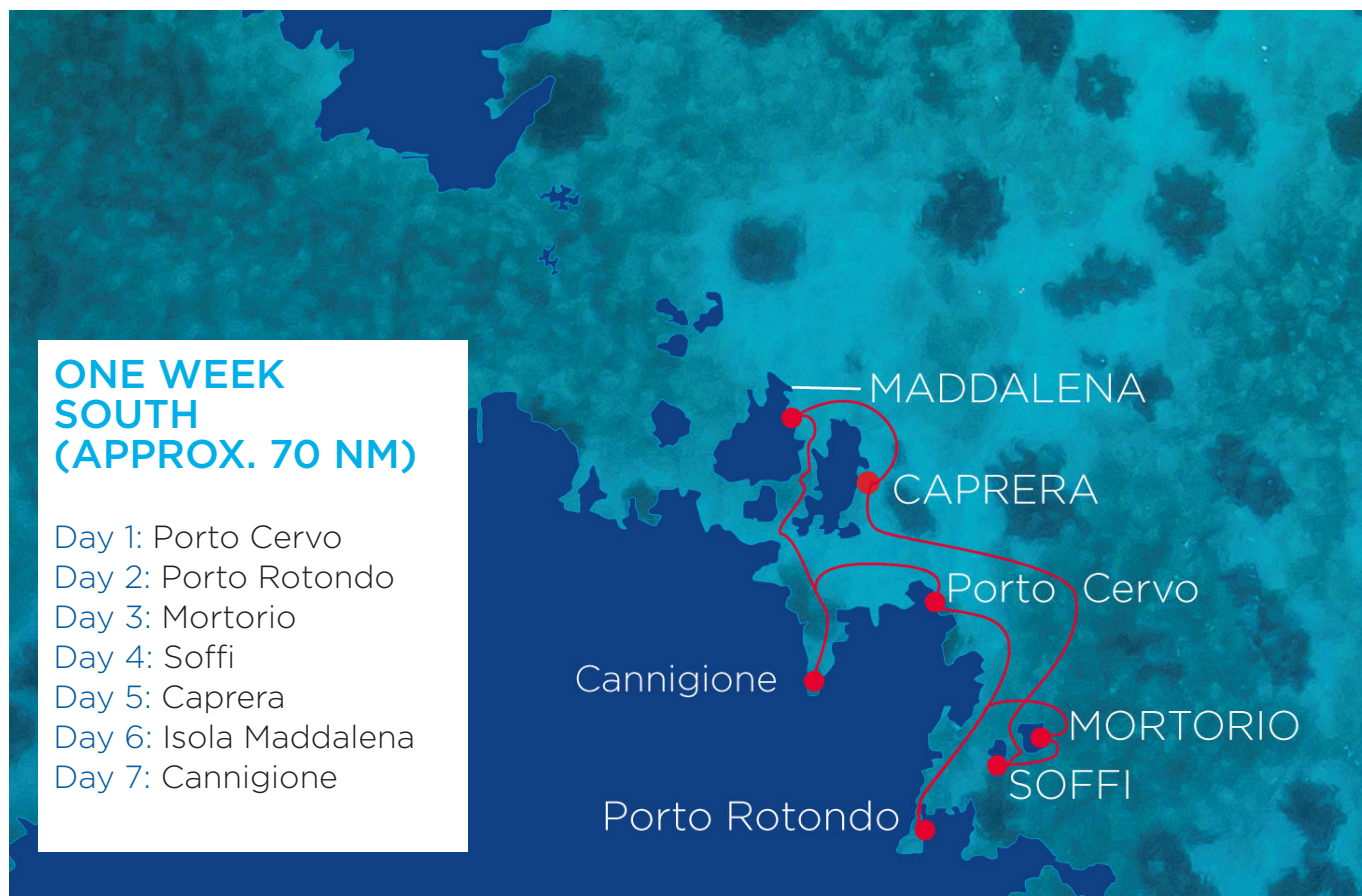 ONE WEEK
SOUTH
(APPROX. 70 NM)
Day 1: Porto Cervo
Day 2: Porto Rotondo
Day 3: Mortorio
Day 4: Soffi
Day 5: Caprera
Day 6: Isola Maddalena
Day 7: Cannigione
MADDALENA
CAPRERA
Porto Cervo
Cannigione
MORTORIO
SOFFI
Porto Rotondo